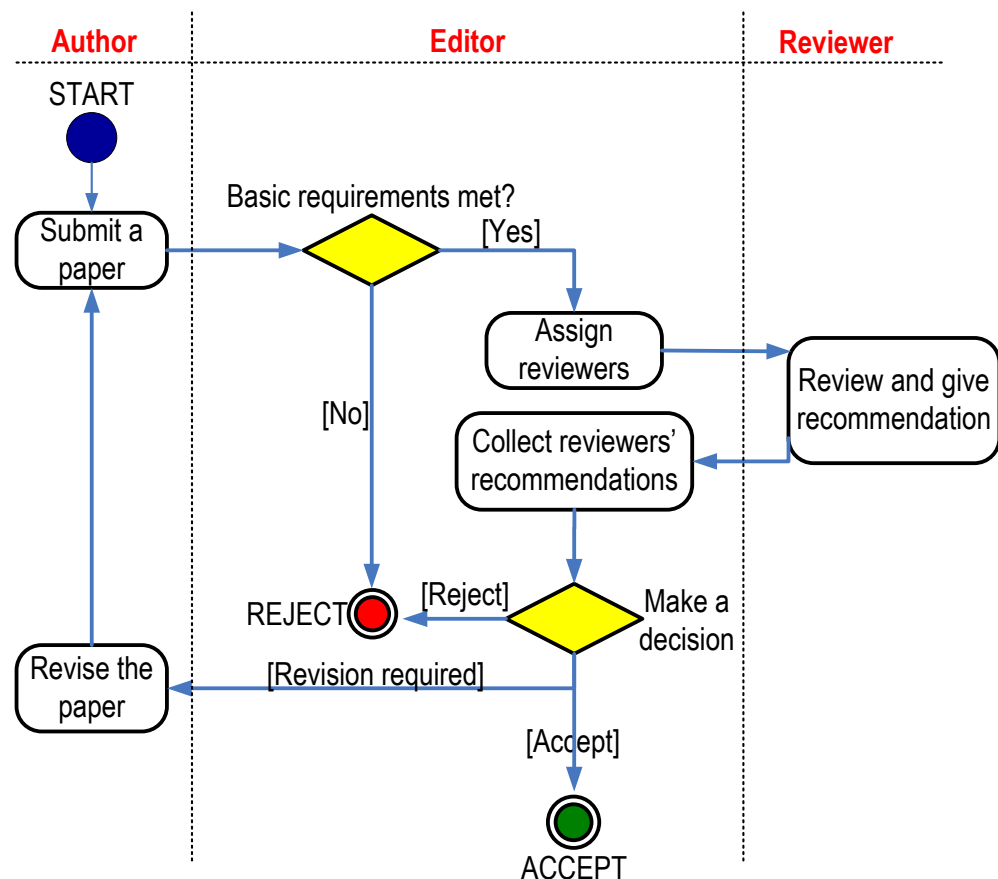 Author
Editor
Reviewer
START
Basic requirements met?
Submit a
paper
[Yes]
Assign
reviewers
Review and give
recommendation
[No]
Collect reviewers’
recommendations
REJECT
[Reject]
Make a
decision
Revise the
paper
[Revision required]
[Accept]
ACCEPT